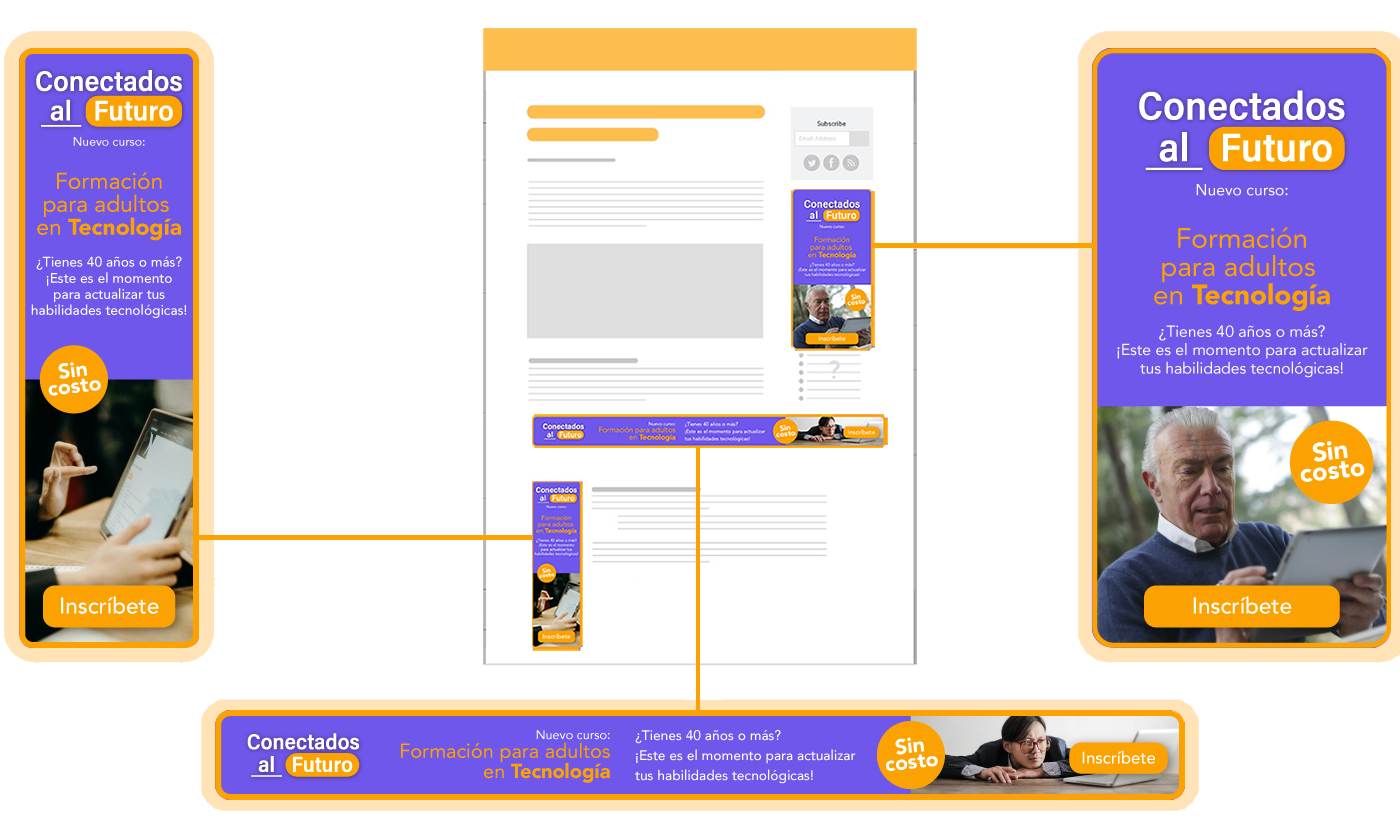 Conectados
al Futuro
Nuevo curso:
Formación
para adultos
en Tecnología
¿Tienes 40 años o más?
¡Este es el momento
para actualizar tus
habilidades tecnológicas!
Sin
costo
Inscríbete
Subscribe
Email Address
Conectados
al Futuro
Nuevo curso:
Formación
para adultos
en Tecnología
¿Tienes 40 años o más?
¡Este es el momento para actualizar
tus habilidades tecnológicas!
Sin
costo
Inscríbete
?
Conectados
al Futuro
Nuevo curso:
Formación para adultos
en Tecnología
¿Tienes 40 años o más?
¡Este es el momento para actualizar
tus habilidades tecnológicas!
Sin
costo
Inscríbete
Conectados
al Futuro
Nuevo curso:
Formación
para adultos
en Tecnología
¿Tienes 40 años o más?
¡Este es el momento
para actualizar tus
habilidades tecnológicas!
Sin
costo
Inscríbete
Conectados
al Futuro
Nuevo curso:
Formación
para adultos
en Tecnología
¿Tienes 40 años o más?
¡Este es el momento para actualizar
tus habilidades tecnológicas!
Sin
costo
Inscríbete
Conectados
al Futuro
Nuevo curso:
Formación para adultos
en Tecnología
¿Tienes 40 años o más?
¡Este es el momento para actualizar
tus habilidades tecnológicas!
Sin
costo
Inscríbete